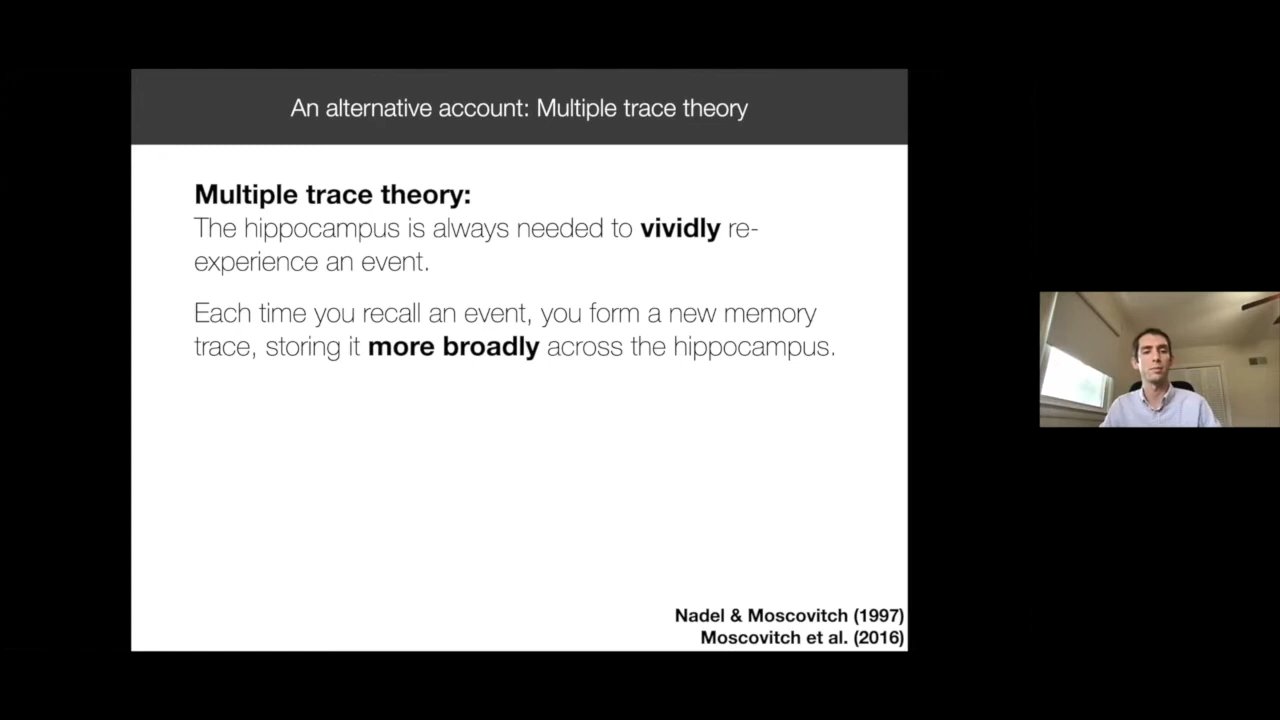 An alternative account: Multiple trace theory
Multiple trace theory:
The hippocampus is always needed to vividly re-
experience an event.
Each time you recall an event, you form a new memory
trace, storing it more broadly across the hippocampus.
Nadel & Moscovitch (1997)
Moscovitch et al. (2016)